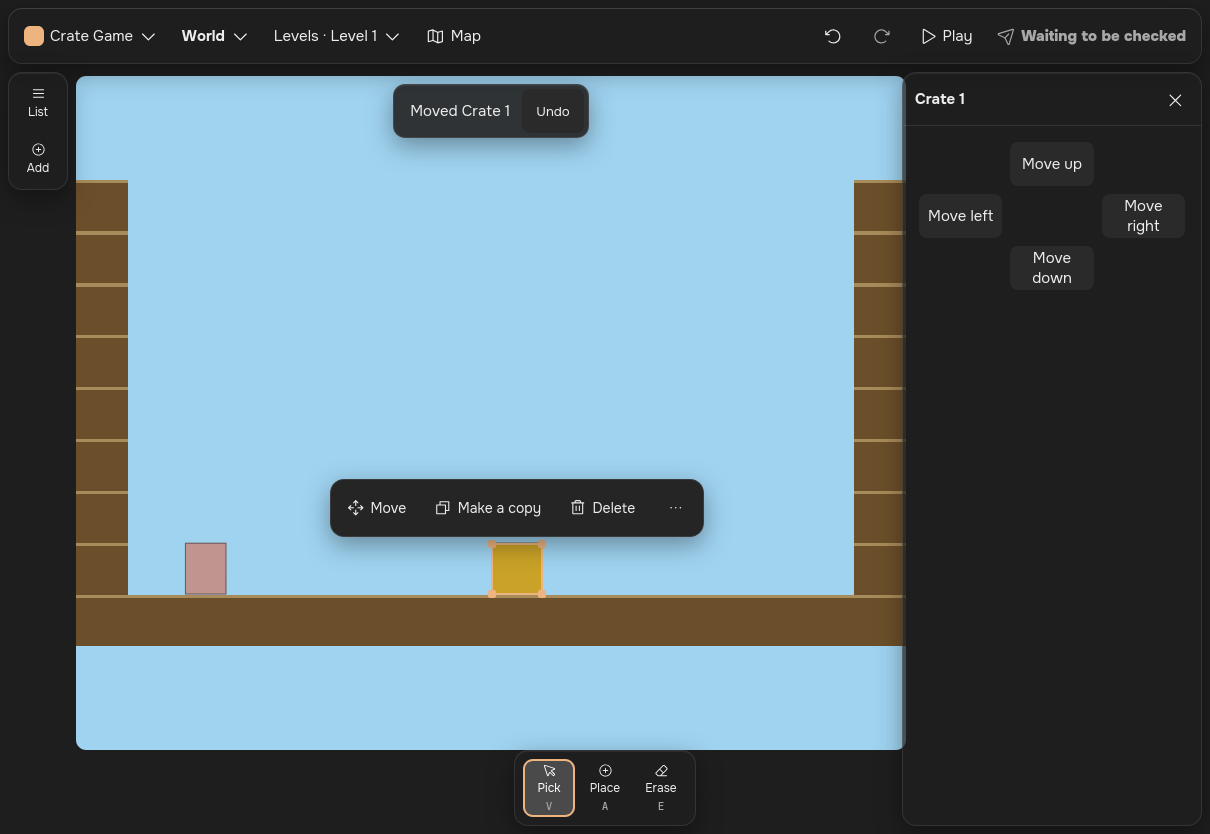 Crate Game
World
Levels · Level 1
Map
Play
Waiting to be checked
List
Add
Moved Crate 1
Undo
Crate 1
Move up
Move left
Move
right
Move
down
Move
Make a copy
Delete
···
Pick
V
Place
A
Erase
E